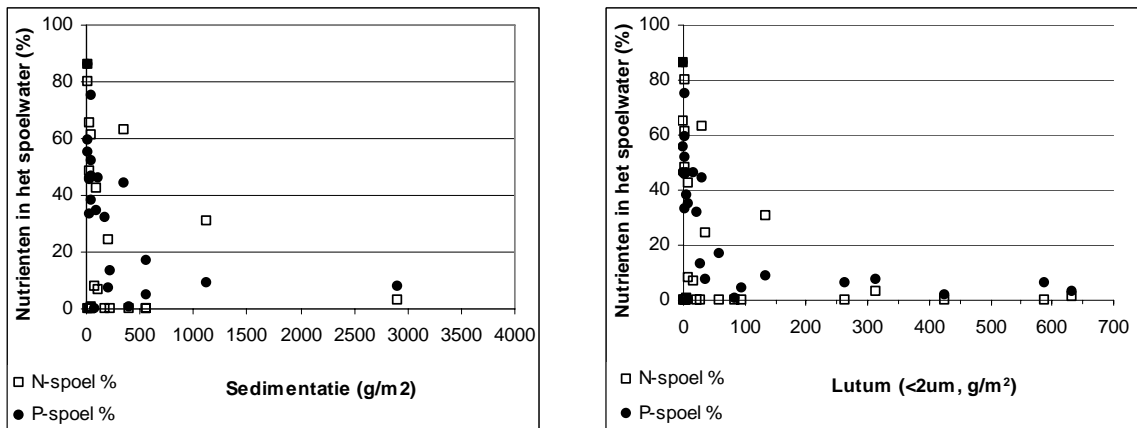 Nutrienten in het spoelwater (%)
100
80
60
40
20
0
0 500 1000 1500 2000 2500 3000 3500 4000
Sedimentatie (g/m2)
N-spoel %
P-spoel %
Nutrienten in het spoelwater (%)
100
80
60
40
20
0
0 100 200 300 400 500 600 700
Lutum (<2um, g/m²)
N-spoel %
P-spoel %